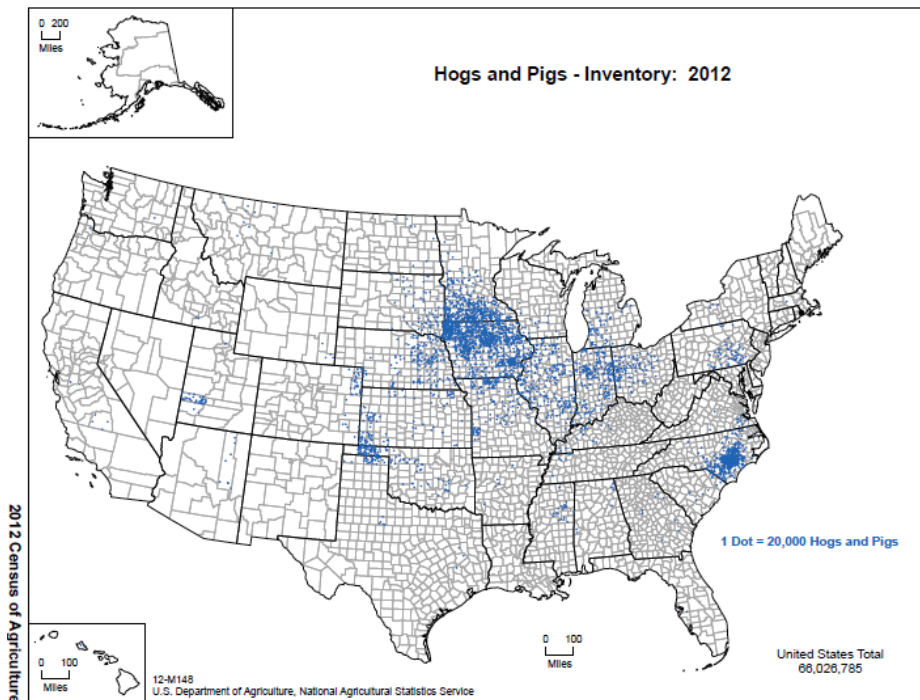 0 200
Miles
Hogs and Pigs - Inventory: 2012
1 Dot = 20,000 Hogs and Pigs
2012 Census of Agriculture
0 100
Miles
0 100
Miles
12-M148
U.S. Department of Agriculture, National Agricultural Statistics Service
United States Total
66,026,785